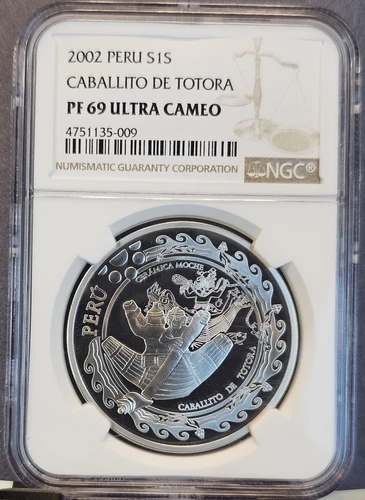 2002 PERU S1S
CABALLITO DE TOTORA
PF 69 ULTRA CAMEO
4751135-009
NUMISMATIC GUARANTY CORPORATION
NGC®
PERÚ
CERÁMICA MOCHE
CABALLITO DE TOTORA